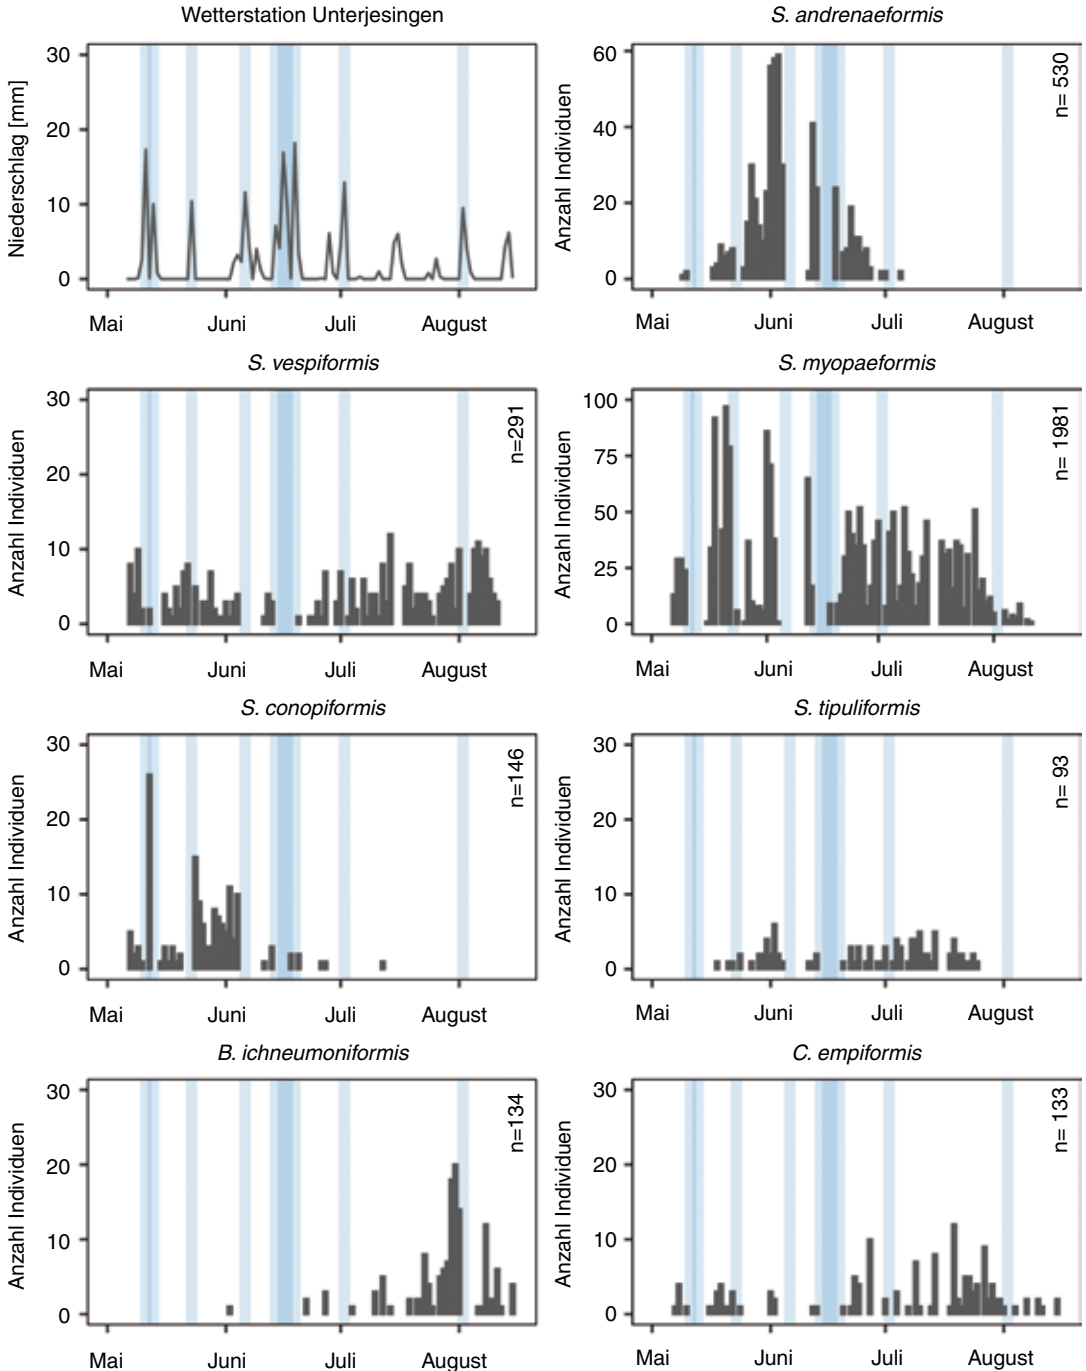 Wetterstation Unterjesingen
Niederschlag [mm]
30
20
10
0
Mai Juni Juli August
S. andrenaeformis
Anzahl Individuen
60
40
20
0
n= 530
Mai Juni Juli August
S. vespiformis
Anzahl Individuen
30
20
10
0
n=291
Mai Juni Juli August
S. myopaeformis
Anzahl Individuen
100
75
50
25
0
n= 1981
Mai Juni Juli August
S. conopiformis
Anzahl Individuen
30
20
10
0
n=146
Mai Juni Juli August
S. tipuliformis
Anzahl Individuen
30
20
10
0
n= 93
Mai Juni Juli August
B. ichneumoniformis
Anzahl Individuen
30
20
10
0
n=134
Mai Juni Juli August
C. empiformis
Anzahl Individuen
30
20
10
0
n= 133
Mai Juni Juli August